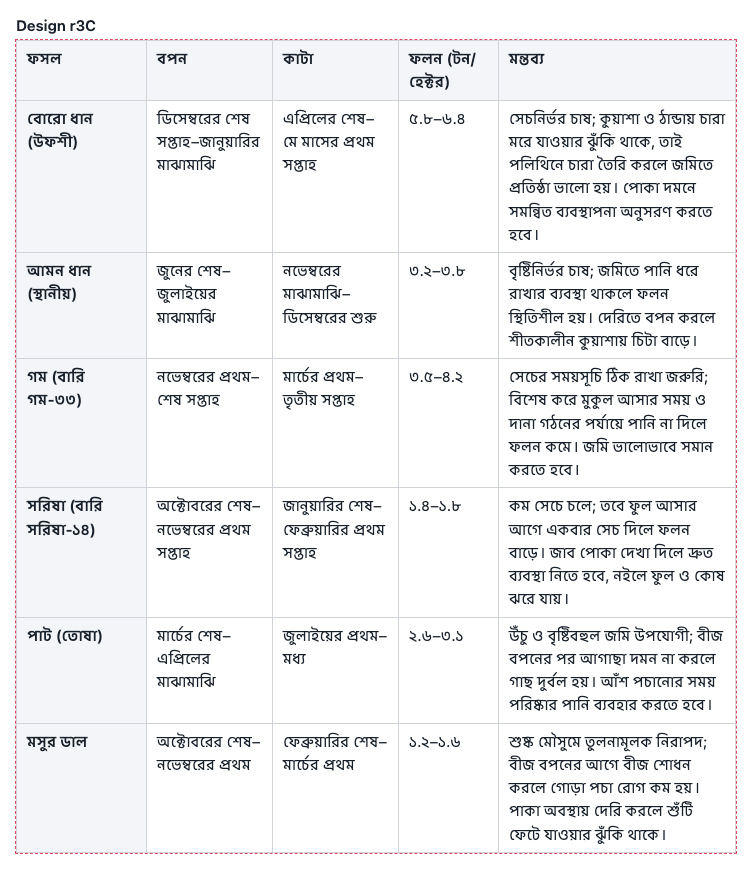 Design r3C
ফসল
বপন
কাটা
ফলন (টন/
হেক্টর)
মন্তব্য
বোরো ধান
(উফশী)
ডিসেম্বরের শেষ
সপ্তাহ–জানুয়ারির
মাঝামাঝি
এপ্রিলের শেষ–
মে মাসের প্রথম
সপ্তাহ
৫.৮–৬.৪
সেচনির্ভর চাষ; কুয়াশা ও ঠান্ডায় চারা
মরে যাওয়ার ঝুঁকি থাকে, তাই
পলিথিনে চারা তৈরি করলে জমিতে
প্রতিষ্ঠা ভালো হয়। পোকা দমনে
সমন্বিত ব্যবস্থাপনা অনুসরণ করতে
হবে।
আমন ধান
(স্থানীয়)
জুনের শেষ–
জুলাইয়ের
মাঝামাঝি
নভেম্বরের
মাঝামাঝি–
ডিসেম্বরের শুরু
৩.২–৩.৮
বৃষ্টিনির্ভর চাষ; জমিতে পানি ধরে
রাখার ব্যবস্থা থাকলে ফলন
স্থিতিশীল হয়। দেরিতে বপন করলে
শীতকালীন কুয়াশায় চিটা বাড়ে।
গম (বারি
গম-৩৩)
নভেম্বরের প্রথম–
শেষ সপ্তাহ
মার্চের প্রথম–
তৃতীয় সপ্তাহ
৩.৫–৪.২
সেচের সময়সূচি ঠিক রাখা জরুরি;
বিশেষ করে মুকুল আসার সময় ও
দানা গঠনের পর্যায়ে পানি না দিলে
ফলন কমে। জমি ভালোভাবে সমান
করতে হবে।
সরিষা (বারি
সরিষা-১৪)
অক্টোবরের শেষ–
নভেম্বরের প্রথম
সপ্তাহ
জানুয়ারির শেষ–
ফেব্রুয়ারির প্রথম
সপ্তাহ
১.৪–১.৮
কম সেচে চলে; তবে ফুল আসার
আগে একবার সেচ দিলে ফলন
বাড়ে। জাব পোকা দেখা দিলে দ্রুত
ব্যবস্থা নিতে হবে, নইলে ফুল ও কোষ
ঝরে যায়।
পাট (তোষা)
মার্চের শেষ–
এপ্রিলের
মাঝামাঝি
জুলাইয়ের প্রথম–
মধ্য
২.৬–৩.১
উঁচু ও বৃষ্টিবহুল জমি উপযোগী; বীজ
বপনের পর আগাছা দমন না করলে
গাছ দুর্বল হয়। আঁশ পচানোর সময়
পরিষ্কার পানি ব্যবহার করতে হবে।
মসুর ডাল
অক্টোবরের শেষ–
নভেম্বরের প্রথম
ফেব্রুয়ারির শেষ–
মার্চের প্রথম
১.২–১.৬
শুষ্ক মৌসুমে তুলনামূলক নিরাপদ;
বীজ বপনের আগে বীজ শোধন
করলে গোড়া পচা রোগ কম হয়।
পাকা অবস্থায় দেরি করলে শুঁটি
ফেটে যাওয়ার ঝুঁকি থাকে।